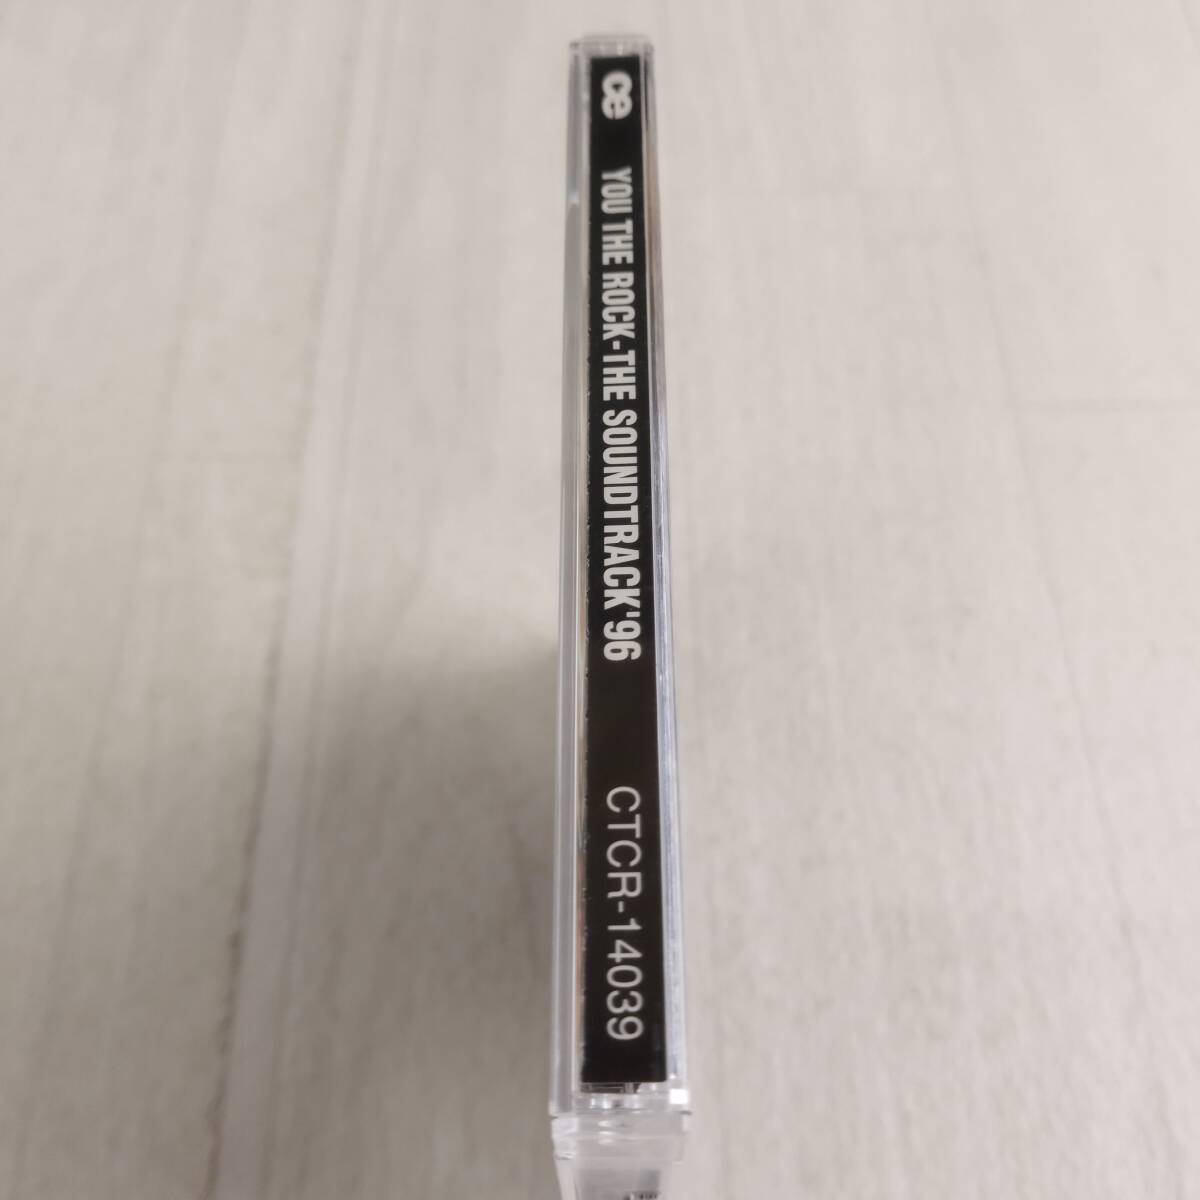 ce
YOU THE ROCK-THE SOUNDTRACK'96
CTCR-14039